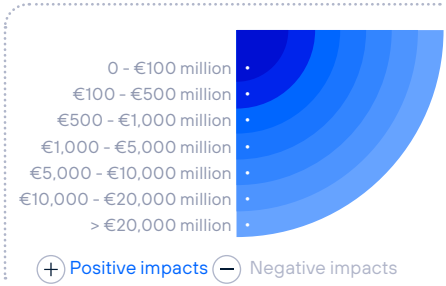 0 - €100 million
€100 - €500 million
€500 - €1,000 million
€1,000 - €5,000 million
€5,000 - €10,000 million
€10,000 - €20,000 million
> €20,000 million
+ Positive impacts − Negative impacts